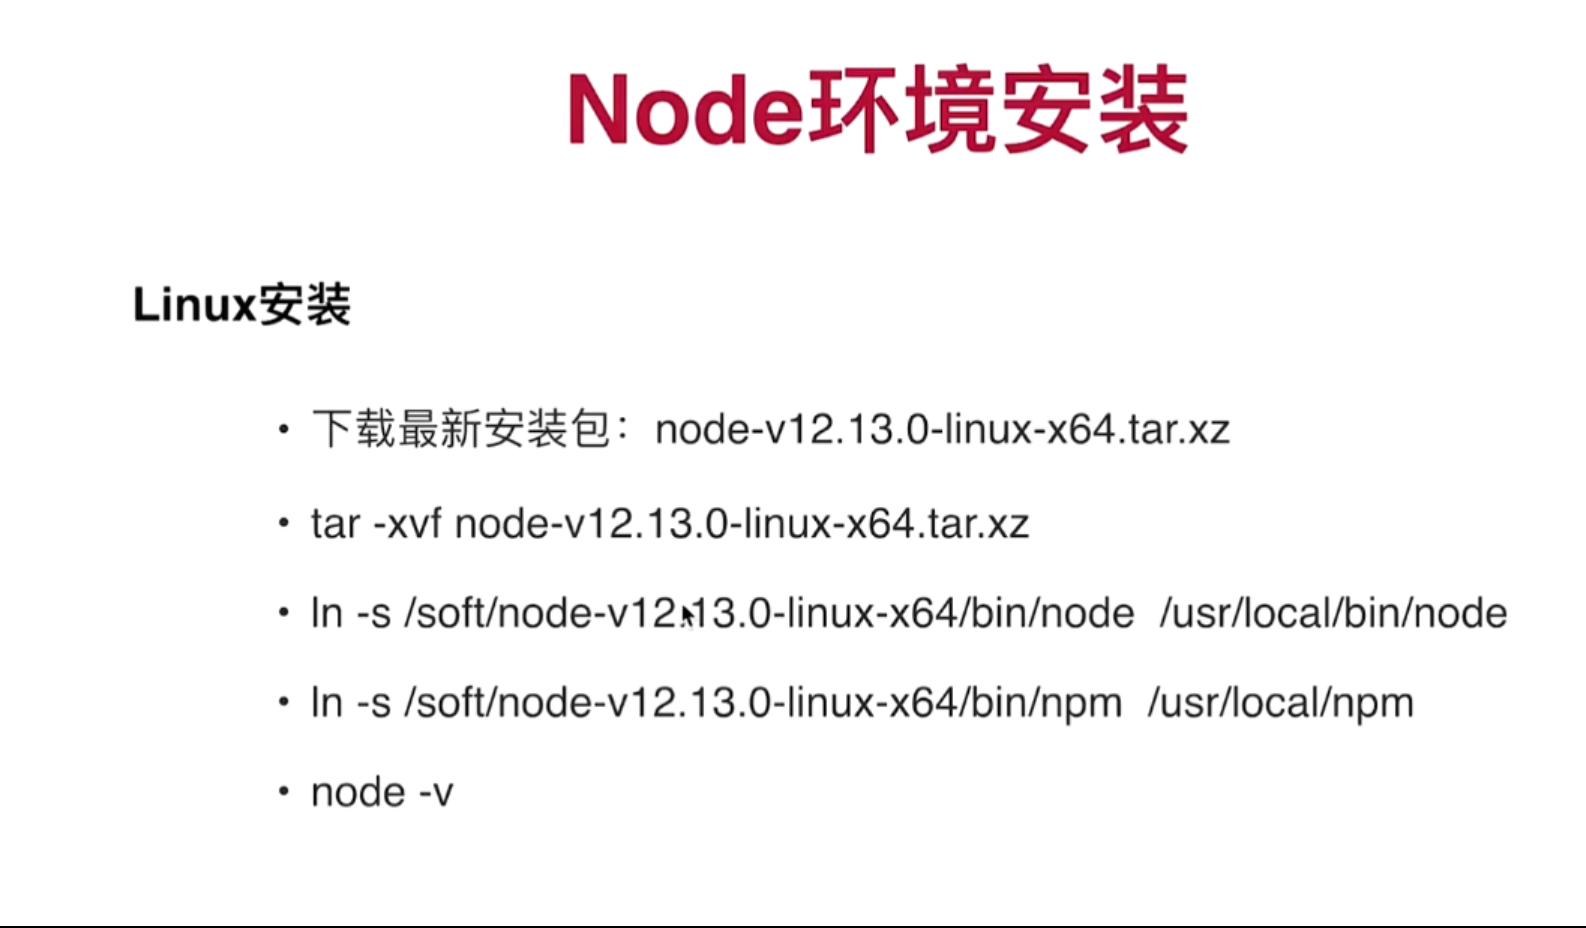 Node环境安装
Linux安装
• 下载最新安装包：node-v12.13.0-linux-x64.tar.xz
• tar -xvf node-v12.13.0-linux-x64.tar.xz
• ln -s /soft/node-v12.13.0-linux-x64/bin/node /usr/local/bin/node
• ln -s /soft/node-v12.13.0-linux-x64/bin/npm /usr/local/npm
• node -v